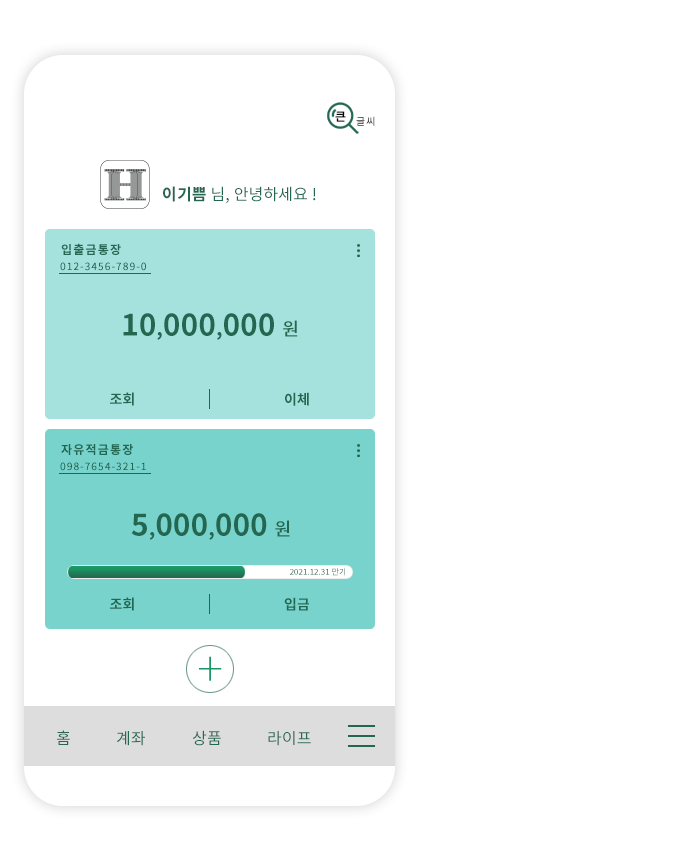 큰 글씨
H
이기쁨 님, 안녕하세요 !
입출금통장
012-3456-789-0
10,000,000 원
조회 이체
자유적금통장
098-7654-321-1
5,000,000 원
2021.12.31 만기
조회 입금
홈 계좌 상품 라이프